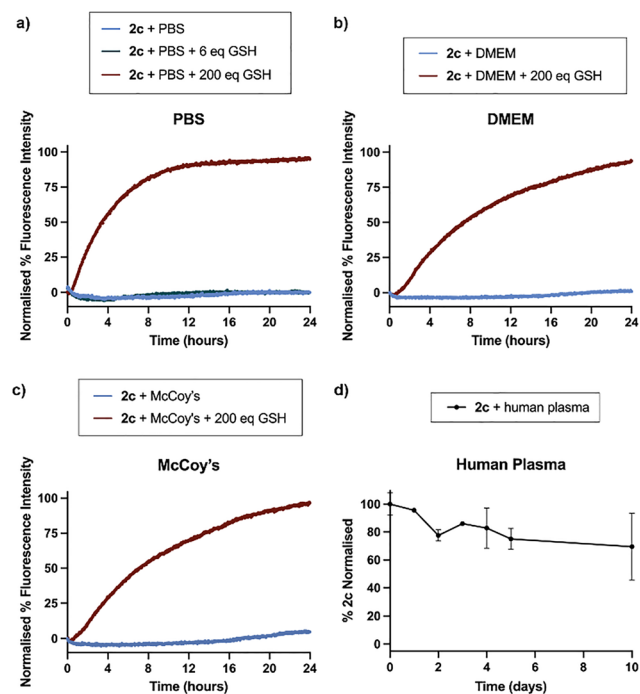 a)
2c + PBS
2c + PBS + 6 eq GSH
2c + PBS + 200 eq GSH
PBS
Normalised % Fluorescence Intensity
100
75
50
25
0
0 4 8 12 16 20 24
Time (hours)
b)
2c + DMEM
2c + DMEM + 200 eq GSH
DMEM
Normalised % Fluorescence Intensity
100
75
50
25
0
0 4 8 12 16 20 24
Time (hours)
c)
2c + McCoy's
2c + McCoy's + 200 eq GSH
McCoy's
Normalised % Fluorescence Intensity
100
75
50
25
0
0 4 8 12 16 20 24
Time (hours)
d)
2c + human plasma
Human Plasma
% 2c Normalised
100
80
60
40
20
0
0 2 4 6 8 10
Time (days)